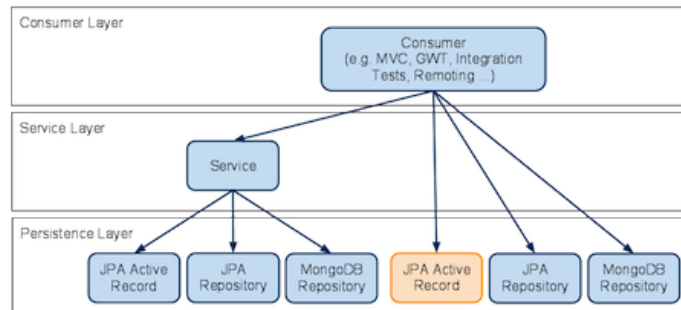 Consumer Layer
Consumer
(e.g. MVC, GWT, Integration
Tests, Remoting ...)
Service Layer
Service
Persistence Layer
JPA Active
Record
JPA
Repository
MongoDB
Repository
JPA Active
Record
JPA
Repository
MongoDB
Repository